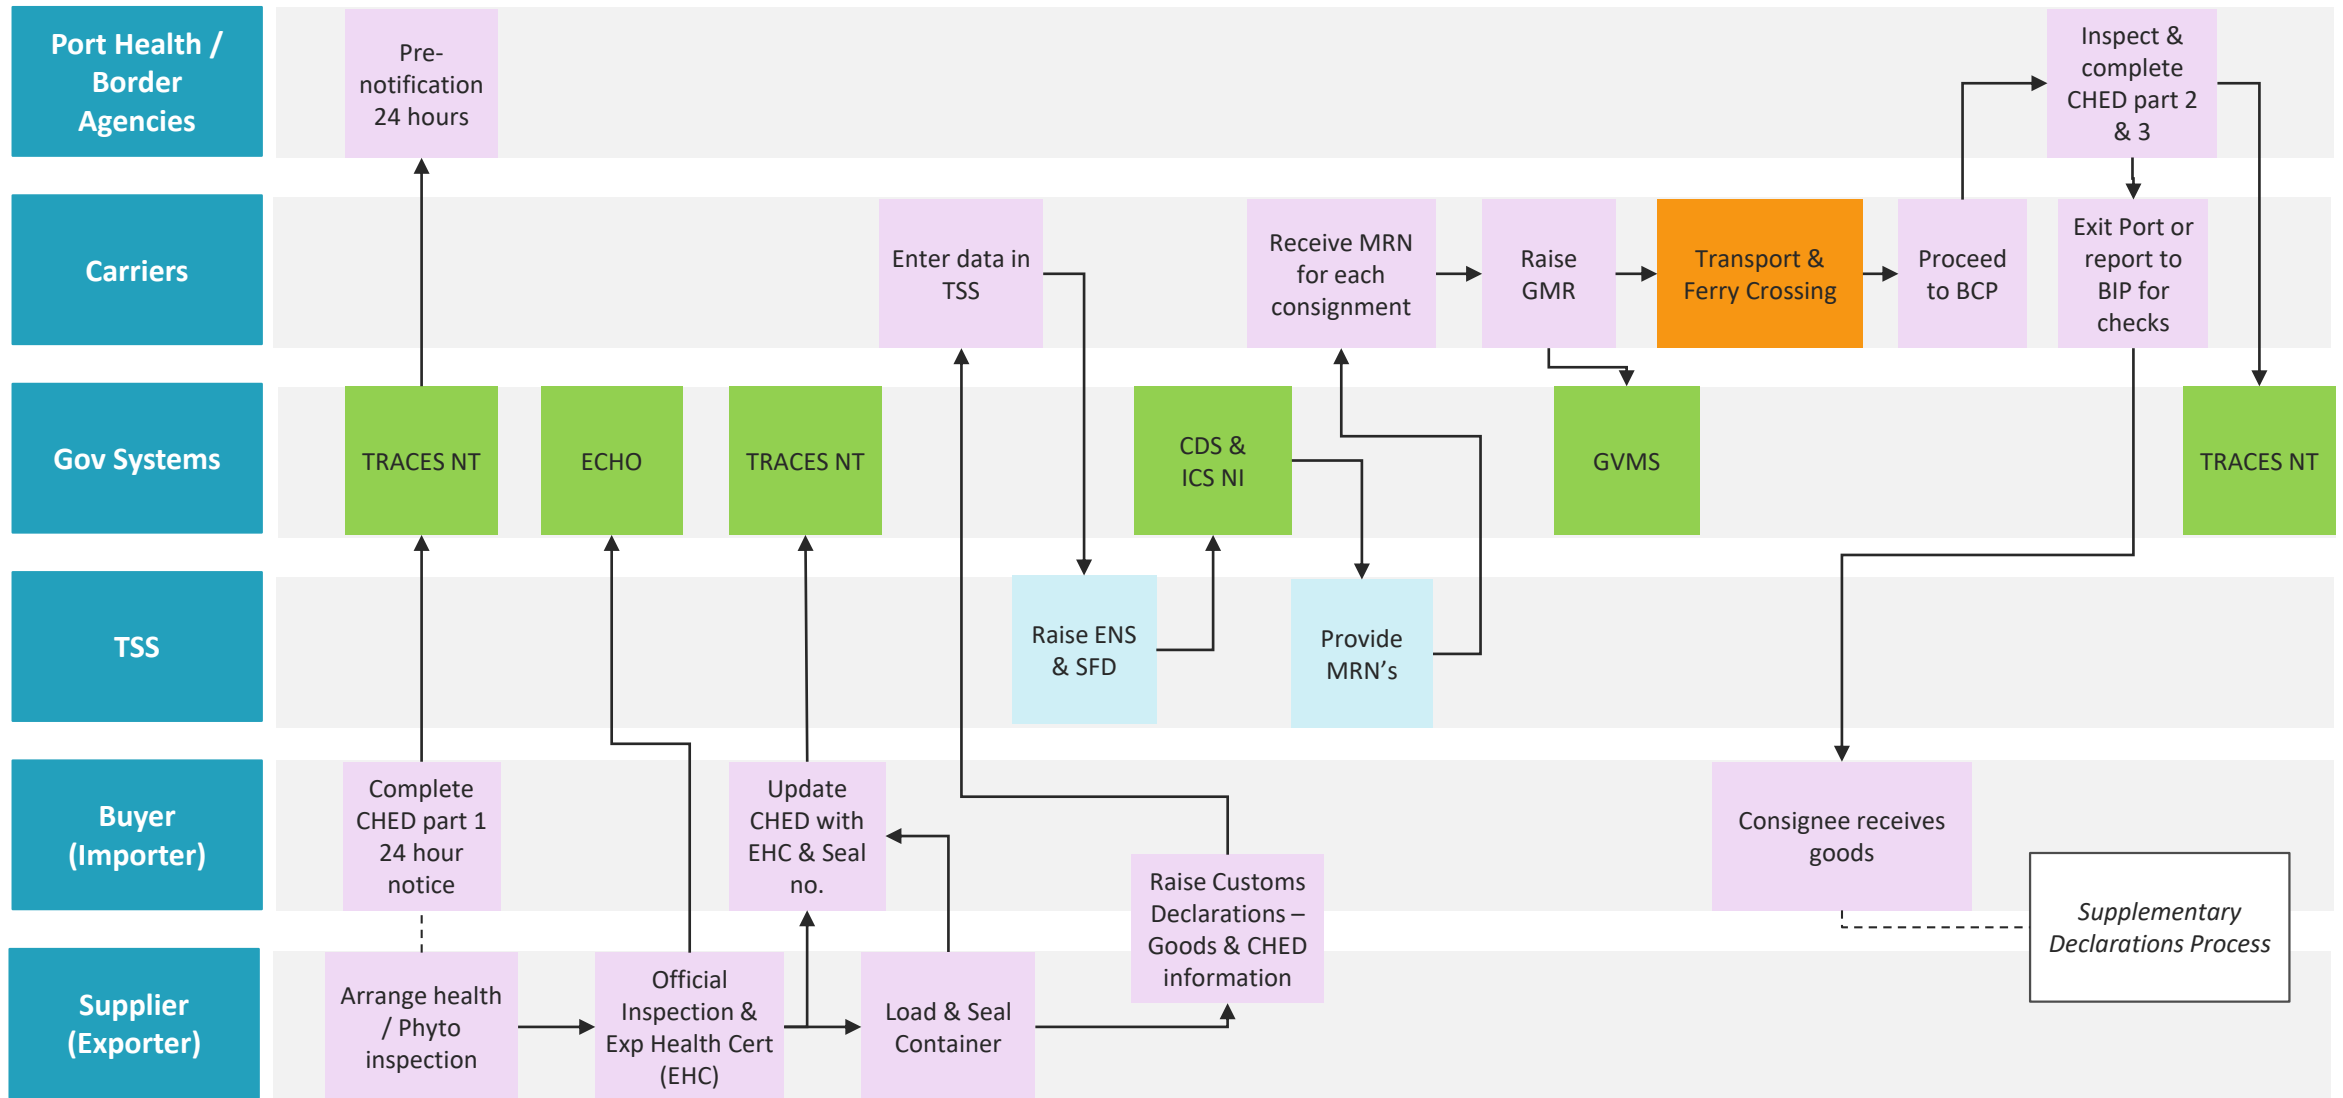 Port Health /
Border
Agencies
Pre-
notification
24 hours
Inspect &
complete
CHED part 2
& 3
Carriers
Enter data in
TSS
Receive MRN
for each
consignment
Raise
GMR
Transport &
Ferry Crossing
Proceed
to BCP
Exit Port or
report to
BIP for
checks
Gov Systems
TRACES NT
ECHO
TRACES NT
CDS &
ICS NI
GVMS
TRACES NT
TSS
Raise ENS
& SFD
Provide
MRN’s
Buyer
(Importer)
Complete
CHED part 1
24 hour
notice
Update
CHED with
EHC & Seal
no.
Raise Customs
Declarations –
Goods & CHED
information
Consignee receives
goods
Supplementary
Declarations Process
Supplier
(Exporter)
Arrange health
/ Phyto
inspection
Official
Inspection &
Exp Health Cert
(EHC)
Load & Seal
Container